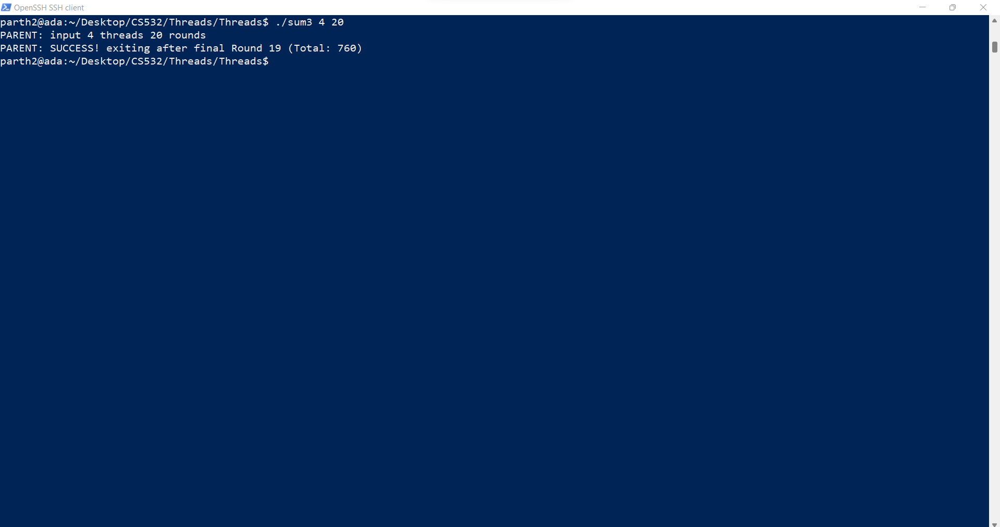 OpenSSH SSH client
parth2@ada:~/Desktop/CS532/Threads/Threads$ ./sum3 4 20
PARENT: input 4 threads 20 rounds
PARENT: SUCCESS! exiting after final Round 19 (Total: 760)
parth2@ada:~/Desktop/CS532/Threads/Threads$